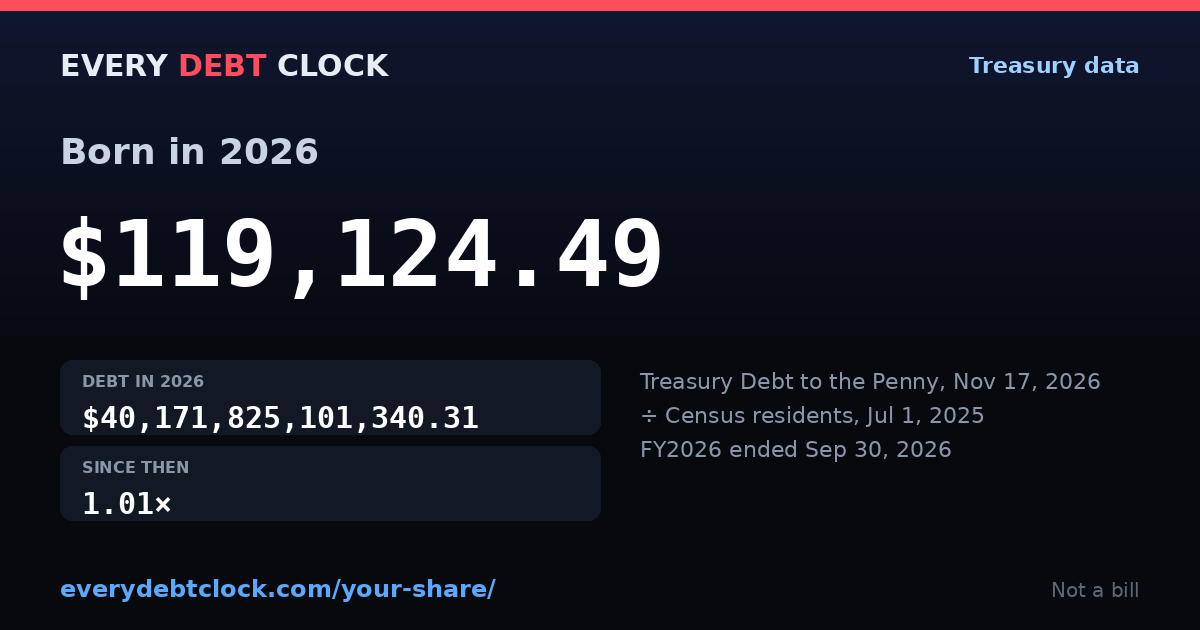 EVERY DEBT CLOCK
Treasury data
Born in 2026
$119,124.49
DEBT IN 2026
$40,171,825,101,340.31
SINCE THEN
1.01×
Treasury Debt to the Penny, Nov 17, 2026
÷ Census residents, Jul 1, 2025
FY2026 ended Sep 30, 2026
everydebtclock.com/your-share/
Not a bill